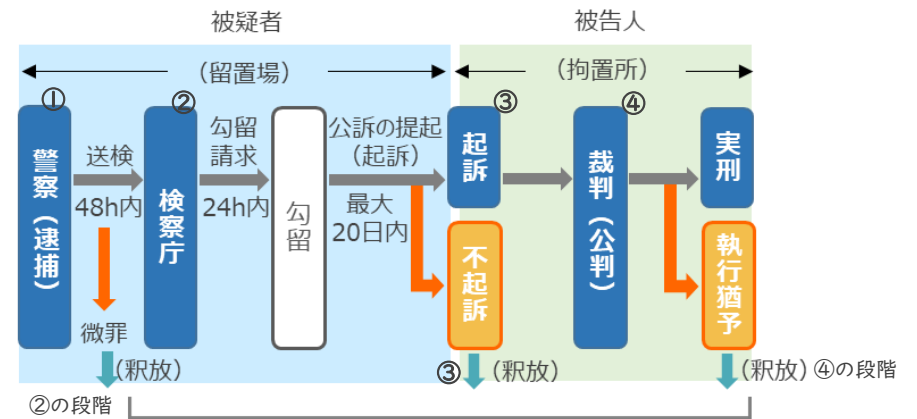 被疑者
被告人
（留置場）
（拘置所）
①
②
③
④
警察（逮捕）
送検
48h内
検察庁
勾留
請求
24h内
勾留
公訴の提起
（起訴）
最大
20日内
起訴
不起訴
裁判（公判）
実刑
執行猶予
微罪
（釈放）
②の段階
③
（釈放）
（釈放）
④の段階